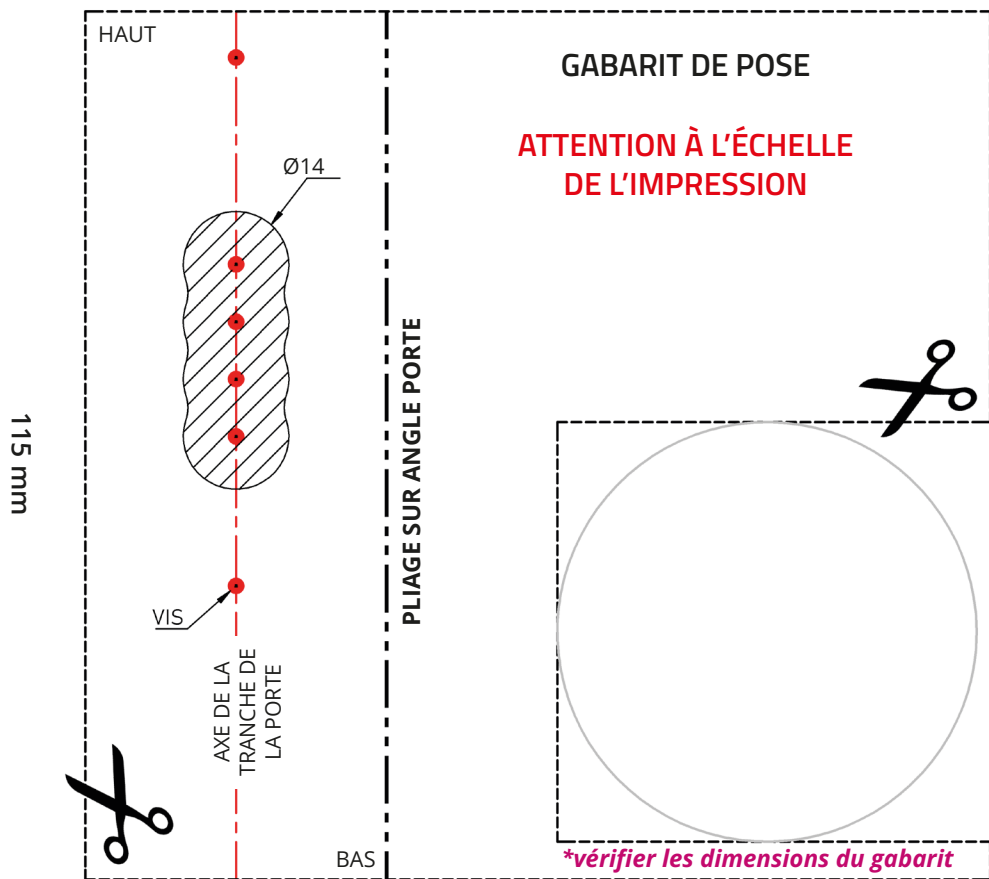 HAUT
GABARIT DE POSE
ATTENTION À L'ÉCHELLE
DE L'IMPRESSION
Ø14
PLIAGE SUR ANGLE PORTE
115 mm
VIS
AXE DE LA
TRANCHE DE
LA PORTE
BAS
*vérifier les dimensions du gabarit